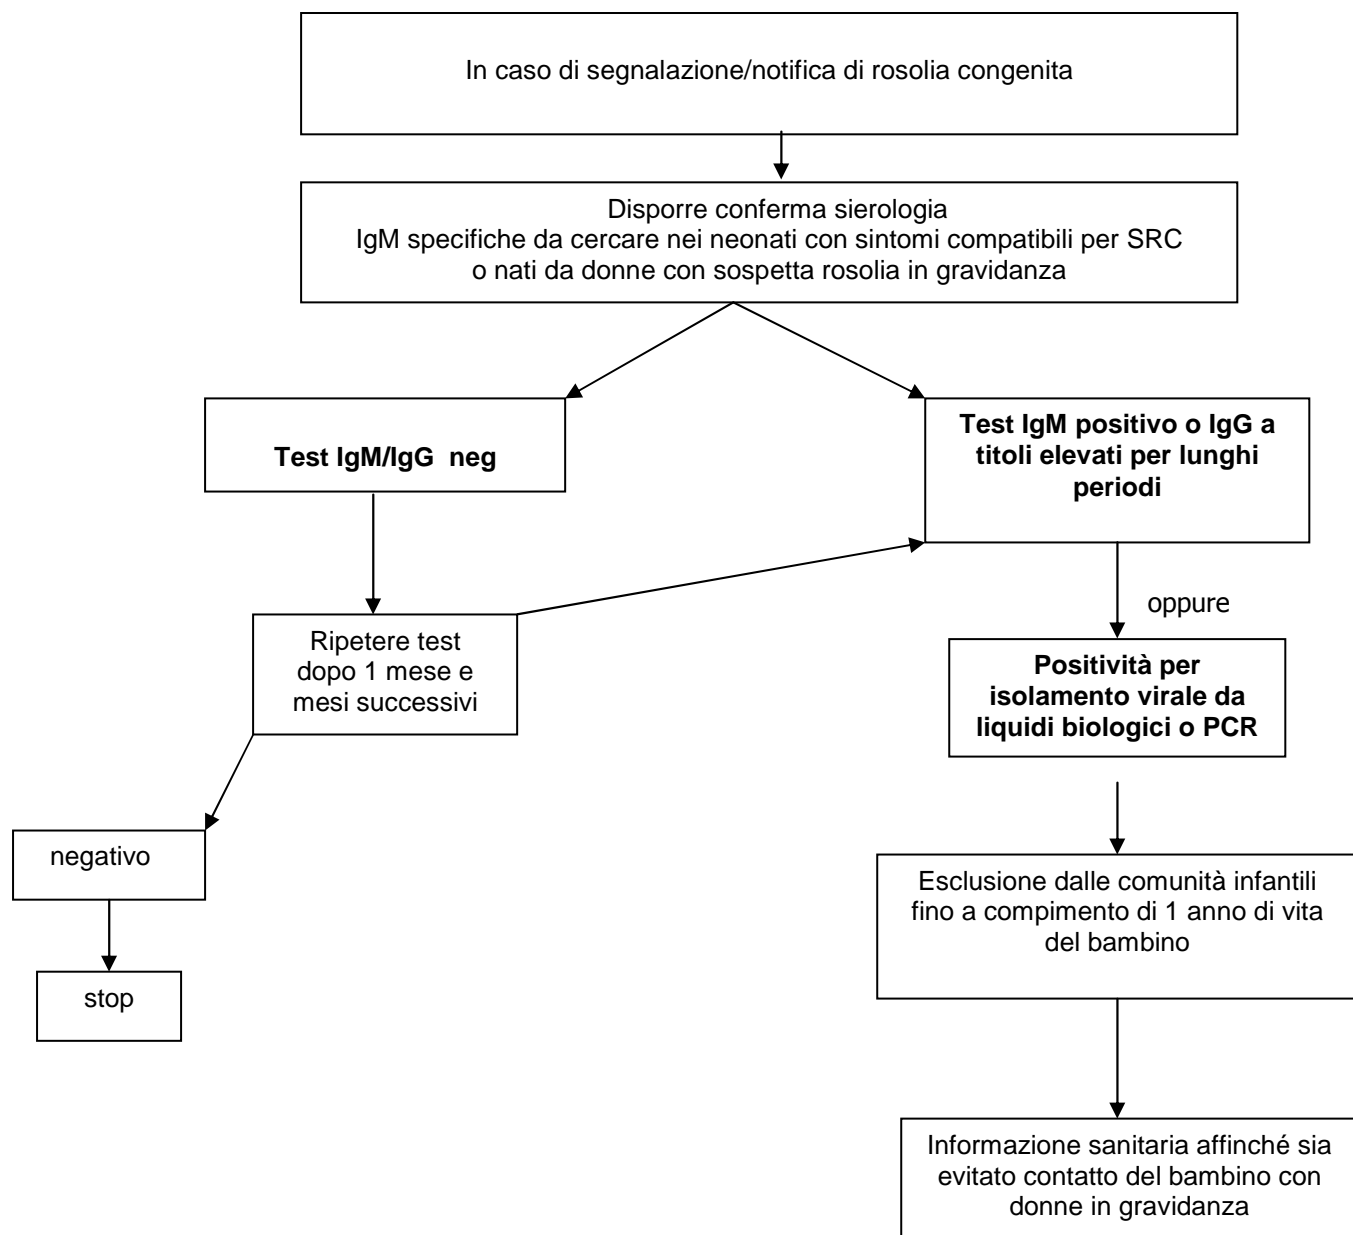 In caso di segnalazione/notifica di rosolia congenita
Disporre conferma sierologia
IgM specifiche da cercare nei neonati con sintomi compatibili per SRC
o nati da donne con sospetta rosolia in gravidanza
Test IgM/IgG neg
Test IgM positivo o IgG a
titoli elevati per lunghi
periodi
oppure
Ripetere test
dopo 1 mese e
mesi successivi
Positività per
isolamento virale da
liquidi biologici o PCR
negativo
stop
Esclusione dalle comunità infantili
fino a compimento di 1 anno di vita
del bambino
Informazione sanitaria affinché sia
evitato contatto del bambino con
donne in gravidanza